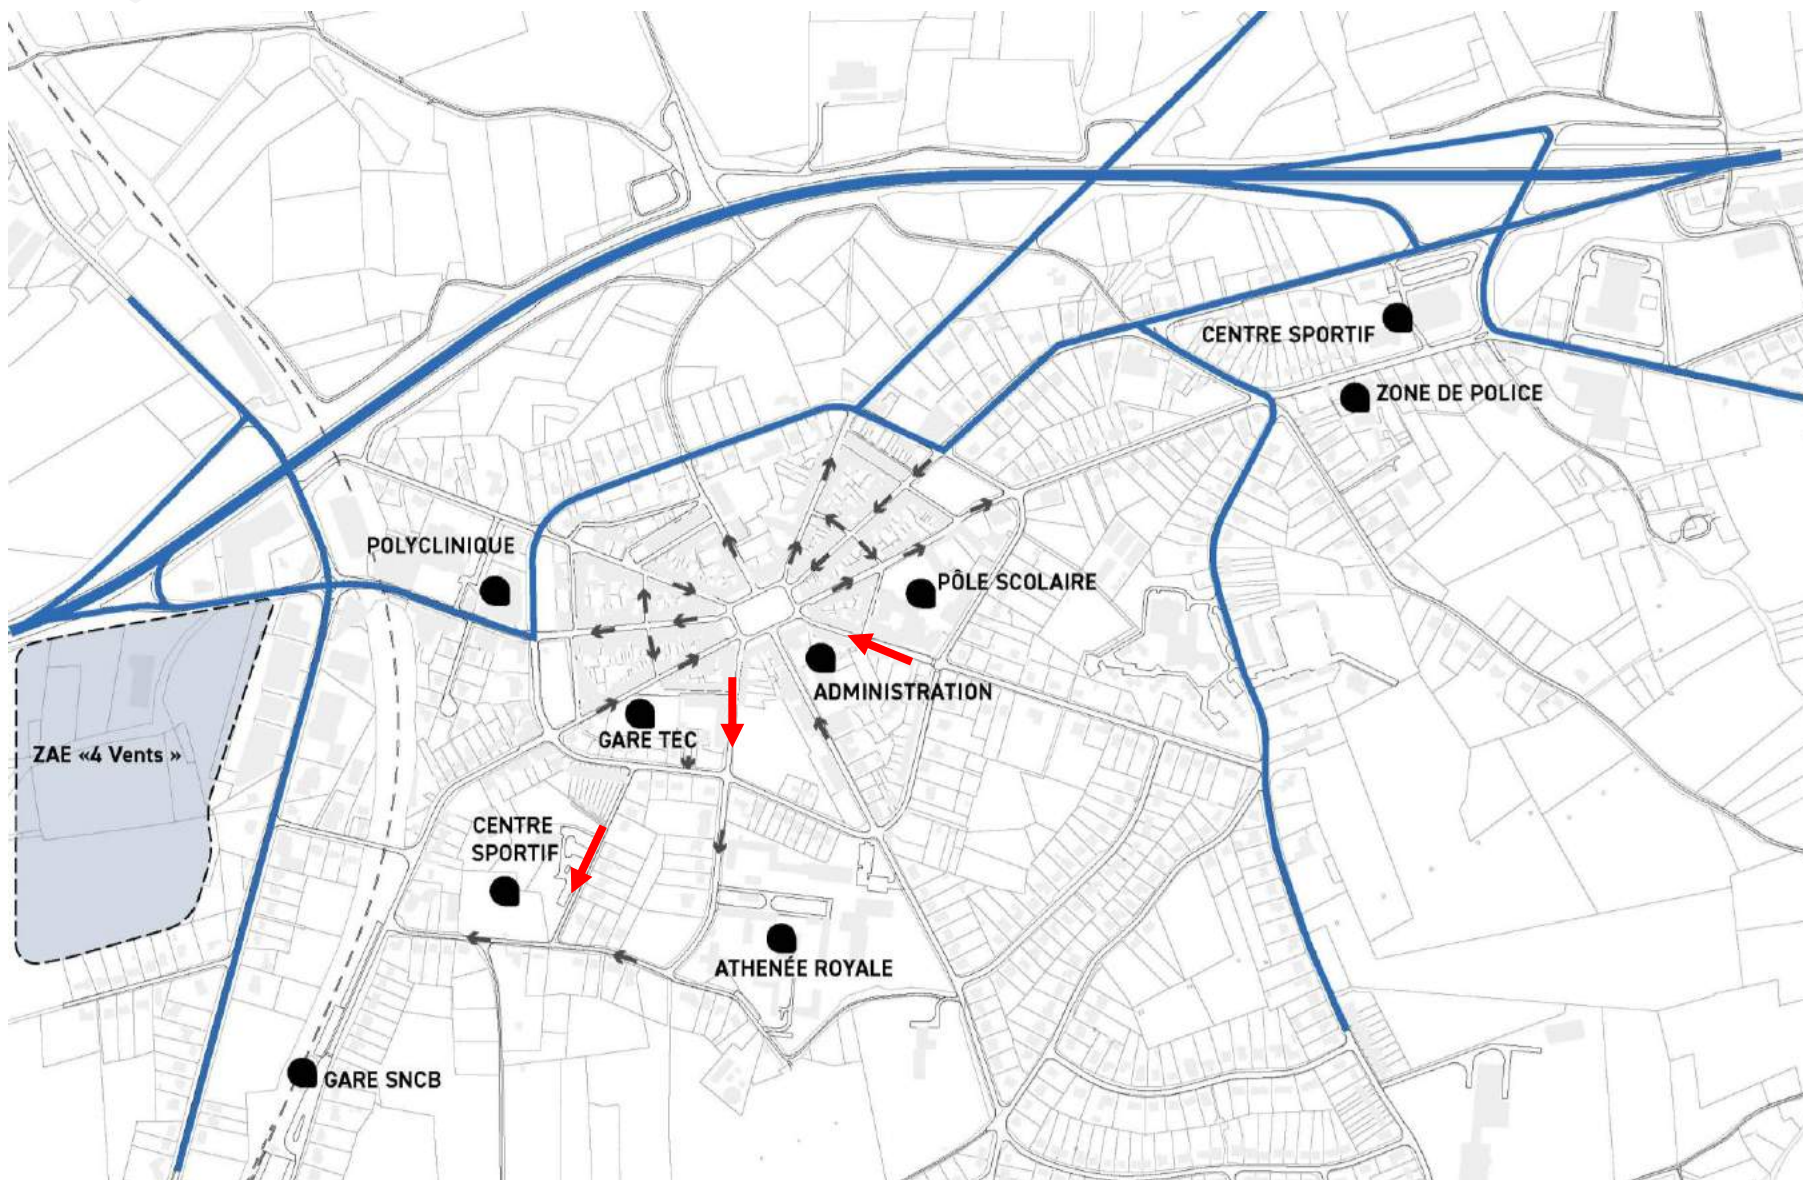 CENTRE SPORTIF
ZONE DE POLICE
POLYCLINIQUE
PÔLE SCOLAIRE
ADMINISTRATION
GARE TEC
ZAE «4 Vents »
CENTRE
SPORTIF
ATHENÉE ROYALE
GARE SNCB